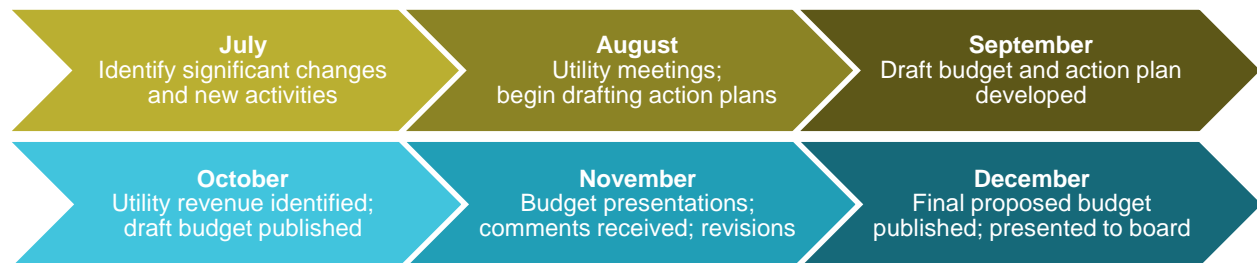 July
Identify significant changes
and new activities
August
Utility meetings;
begin drafting action plans
September
Draft budget and action plan
developed
October
Utility revenue identified;
draft budget published
November
Budget presentations;
comments received; revisions
December
Final proposed budget
published; presented to board